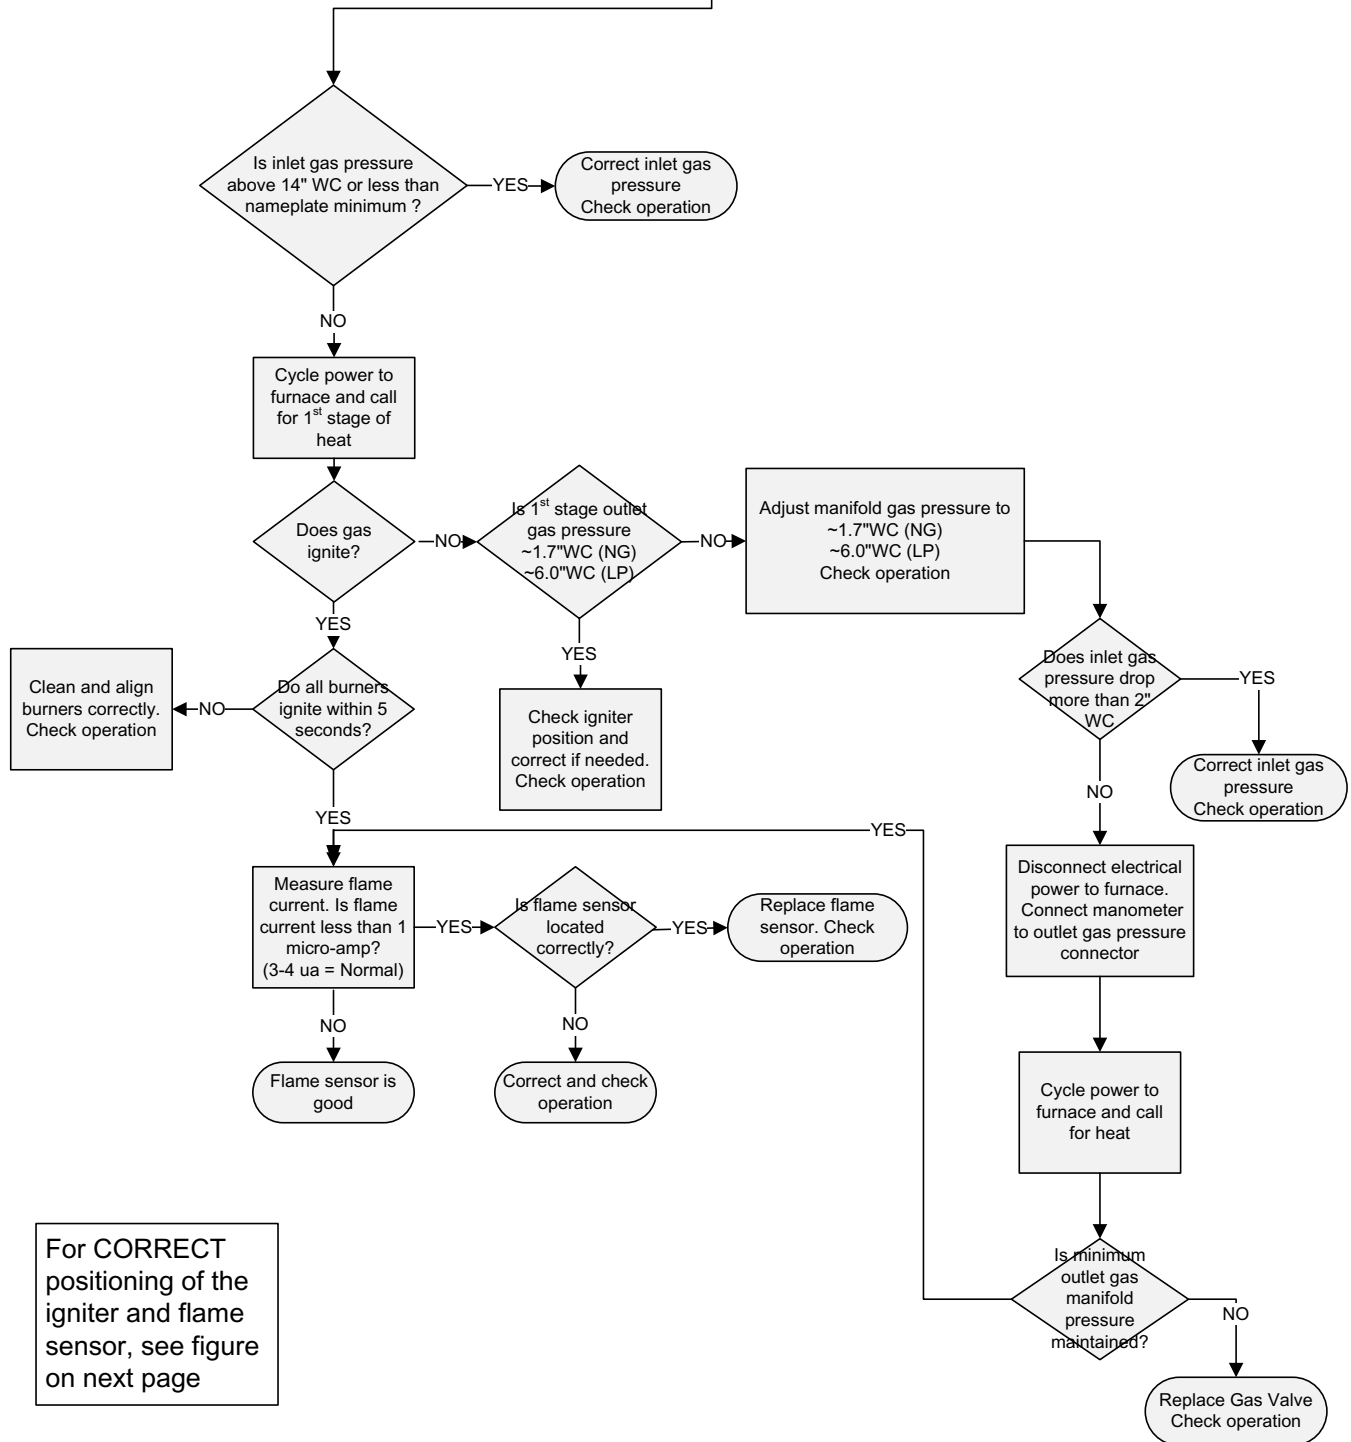 Is inlet gas pressure
above 14" WC or less than
nameplate minimum ?
YES
Correct inlet gas
pressure
Check operation
NO
Cycle power to
furnace and call
for 1st stage of
heat
Does gas
ignite?
NO
Is 1st stage outlet
gas pressure
~1.7"WC (NG)
~6.0"WC (LP)
NO
Adjust manifold gas pressure to
~1.7"WC (NG)
~6.0"WC (LP)
Check operation
YES
YES
Does inlet gas
pressure drop
more than 2"
WC
YES
Correct inlet gas
pressure
Check operation
NO
Clean and align
burners correctly.
Check operation
NO
Do all burners
ignite within 5
seconds?
Check igniter
position and
correct if needed.
Check operation
YES
YES
Measure flame
current. Is flame
current less than 1
micro-amp?
(3-4 ua = Normal)
YES
Is flame sensor
located
correctly?
YES
Replace flame
sensor. Check
operation
Disconnect electrical
power to furnace.
Connect manometer
to outlet gas pressure
connector
NO
NO
Flame sensor is
good
Correct and check
operation
Cycle power to
furnace and call
for heat
For CORRECT
positioning of the
igniter and flame
sensor, see figure
on next page
Is minimum
outlet gas
manifold
pressure
maintained?
NO
Replace Gas Valve
Check operation